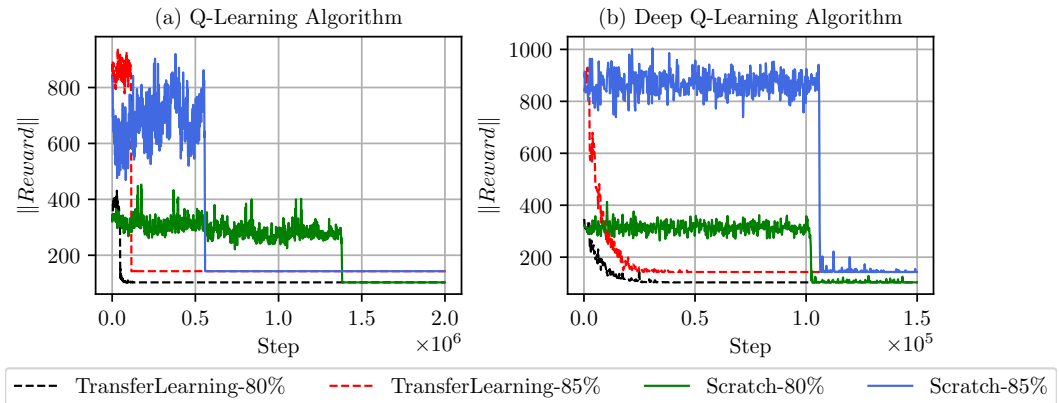 (a) Q-Learning Algorithm
‖Reward‖
800
600
400
200
0.0 0.5 1.0 1.5 2.0
Step
×10^6
(b) Deep Q-Learning Algorithm
‖Reward‖
1000
800
600
400
200
0.0 0.5 1.0 1.5
Step
×10^5
TransferLearning-80% TransferLearning-85% Scratch-80% Scratch-85%